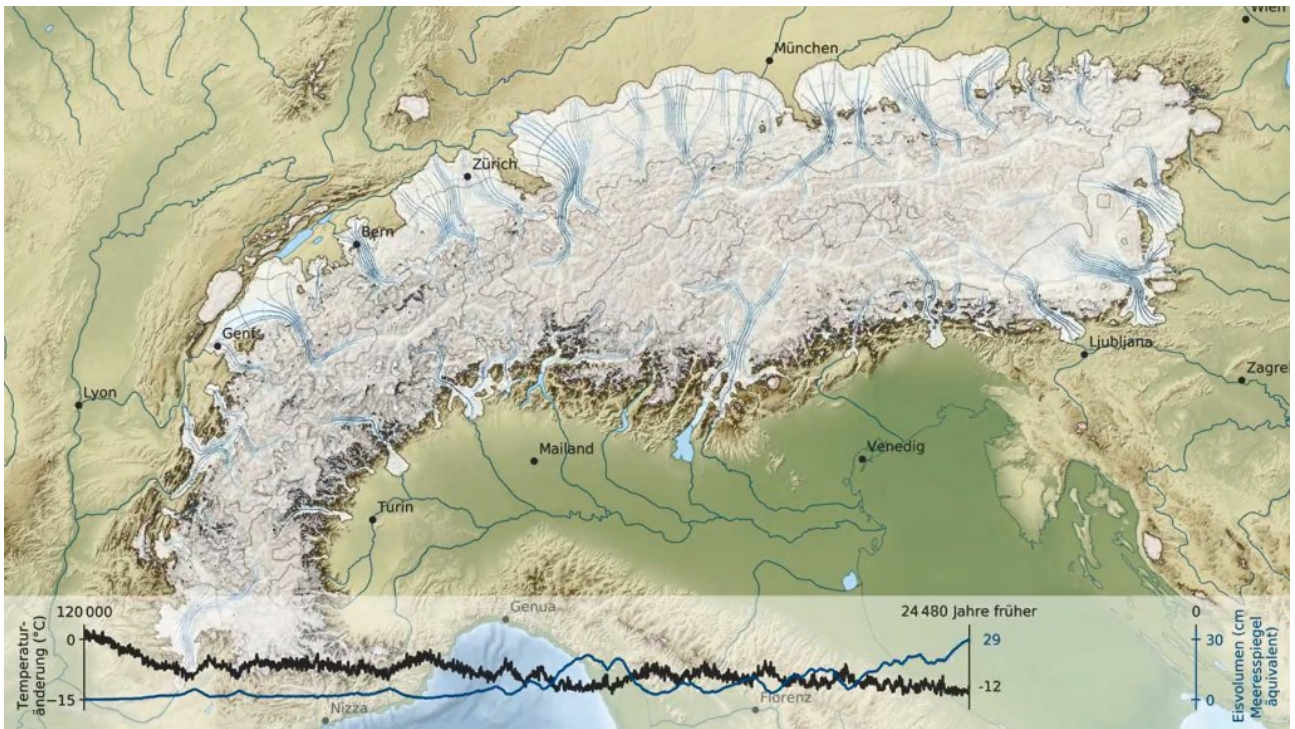 Wien
München
Zürich
Bern
Genf
Ljubljana
Zagre
Lyon
Mailand
Venedig
Turin
Genua
120 000
24 480 Jahre früher
0
Temperatur-
änderung (°C)
0
−15
29
-12
30
0
Eisvolumen (cm
Meeresspiegel
äquivalent)
Nizza
Florenz